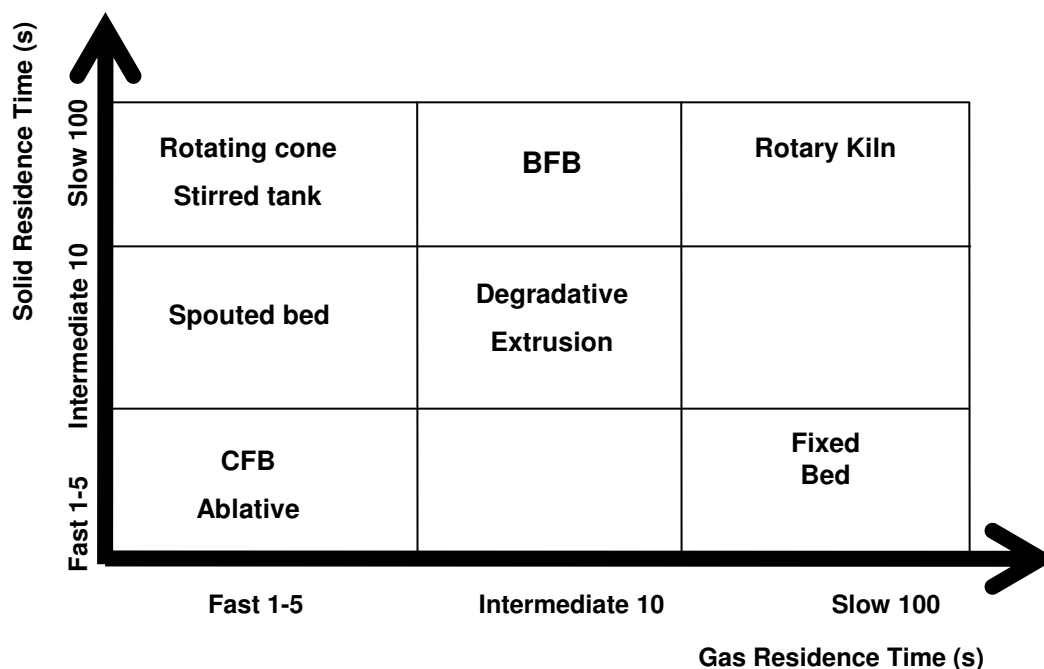 Solid Residence Time (s)
Slow 100
Intermediate 10
Fast 1-5
Rotating cone
Stirred tank
BFB
Rotary Kiln
Spouted bed
Degradative
Extrusion
CFB
Ablative
Fixed
Bed
Fast 1-5
Intermediate 10
Slow 100
Gas Residence Time (s)